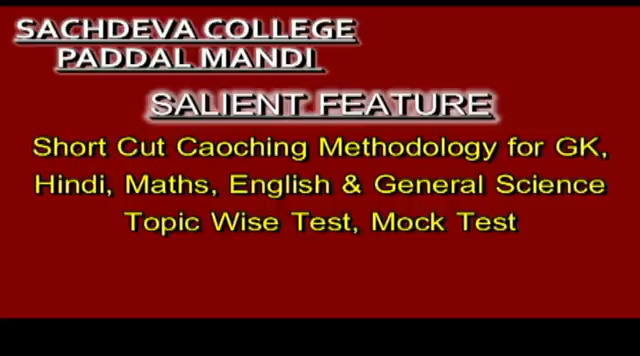 SACHDEVA COLLEGE
PADDAL MANDI
SALIENT FEATURE
Short Cut Caoching Methodology for GK,
Hindi, Maths, English & General Science
Topic Wise Test, Mock Test